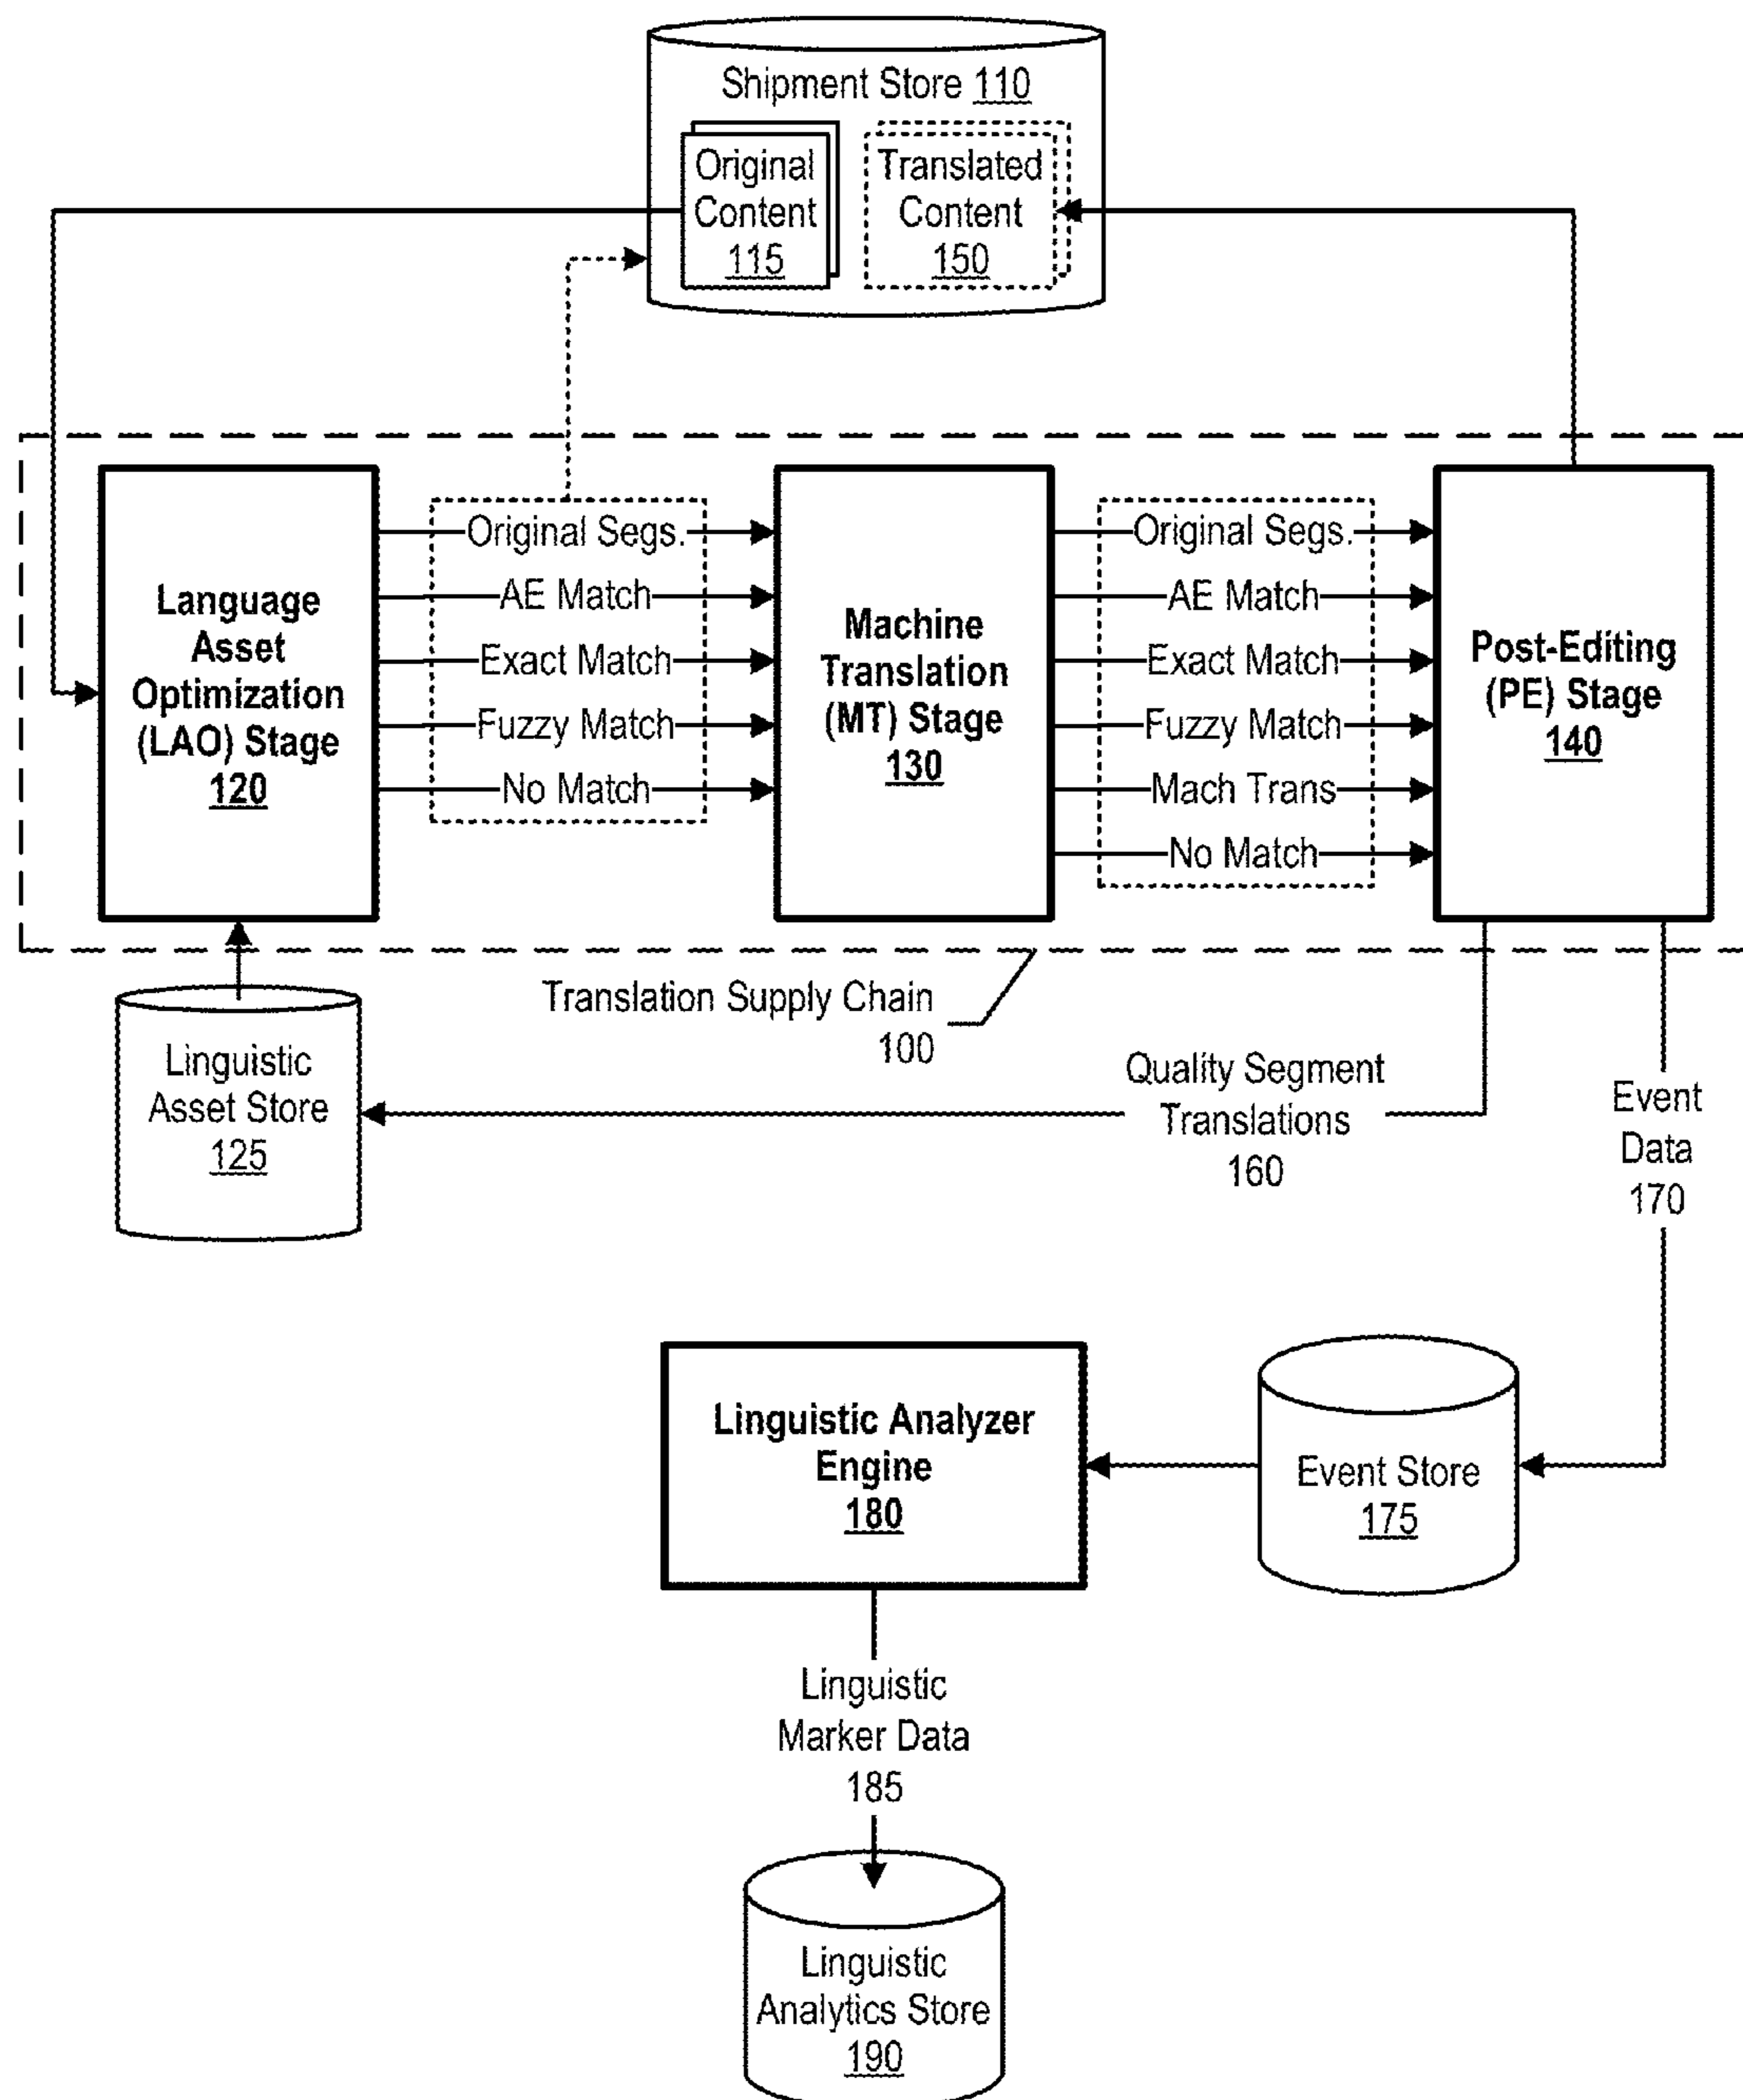 Shipment Store 110
Original
Content
115
Translated
Content
150
Language
Asset
Optimization
(LAO) Stage
120
Original Segs.
AE Match
Exact Match
Fuzzy Match
No Match
Machine
Translation
(MT) Stage
130
Original Segs.
AE Match
Exact Match
Fuzzy Match
Mach Trans
No Match
Post-Editing
(PE) Stage
140
Translation Supply Chain
100
Linguistic
Asset Store
125
Quality Segment
Translations
160
Event
Data
170
Linguistic Analyzer
Engine
180
Event Store
175
Linguistic
Marker Data
185
Linguistic
Analytics Store
190